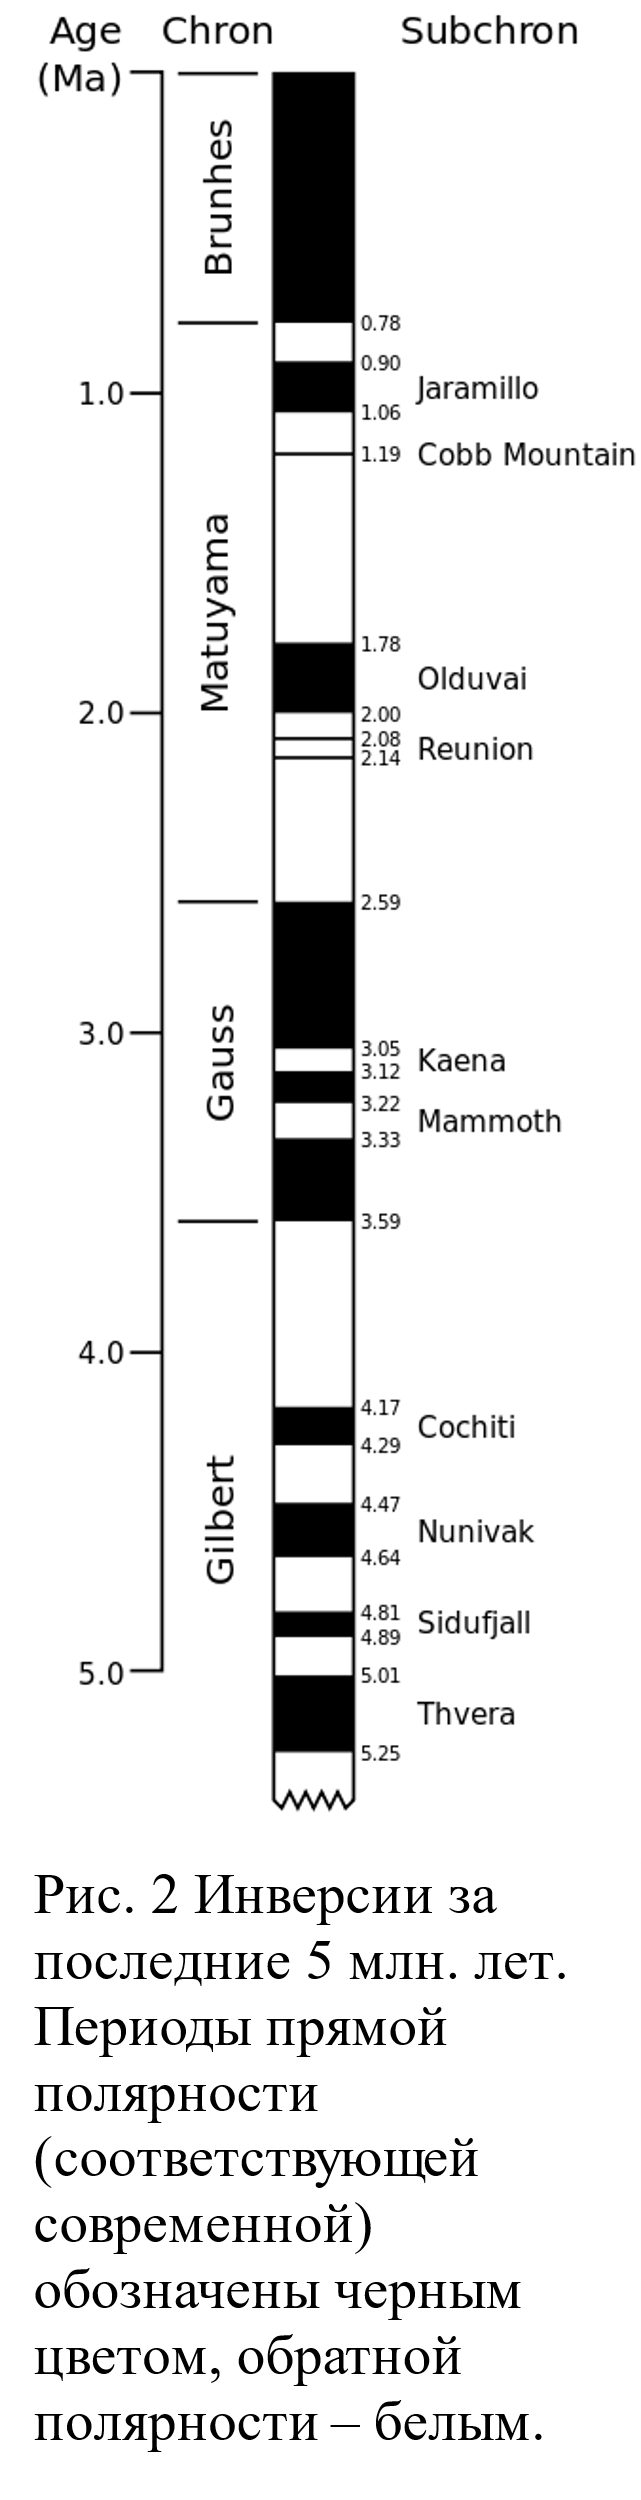 Age Chron Subchron
(Ma)
Brunhes
0.78
0.90
Jaramillo
1.0
1.06
1.19 Cobb Mountain
Matuyama
1.78
Olduvai
2.0
2.00
2.08
Reunion
2.14
2.59
Gauss
3.0
3.05
Kaena
3.12
3.22
Mammoth
3.33
3.59
4.0
4.17
Cochiti
4.29
Gilbert
4.47
Nunivak
4.64
4.81
Sidufjall
4.89
5.0
5.01
Thvera
5.25
Рис. 2 Инверсии за
последние 5 млн. лет.
Периоды прямой
полярности
(соответствующей
современной)
обозначены черным
цветом, обратной
полярности – белым.